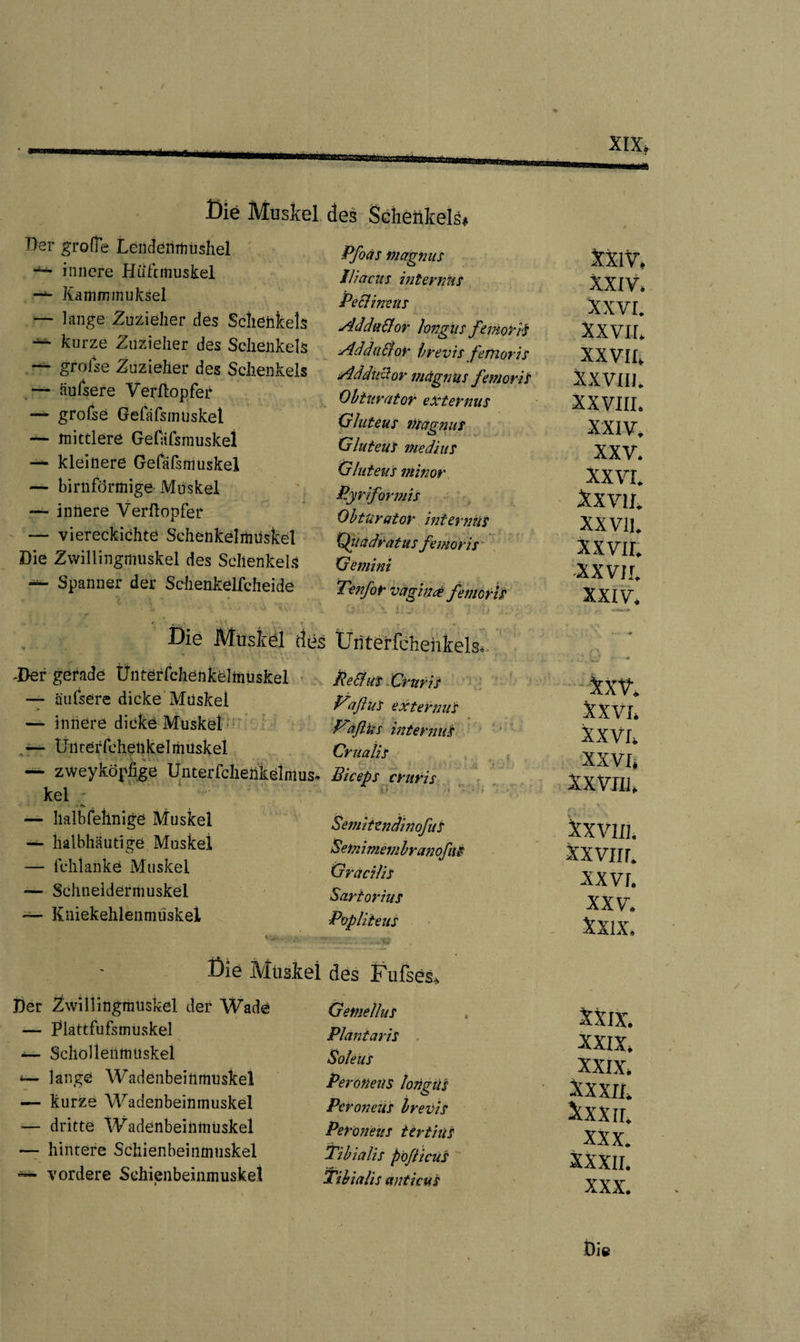 XIX.
Die Muskel des Schenkels.
Der groſſe Lendenmushel Pſoas magnus XXIV.
— innere Hüftmuskel Iliacus internus XXIV.
— Kammmuksel Pectineus XXVI.
— lange Zuzieher des Schenkels Adductor longus femoris XXVII.
— kurze Zuzieher des Schenkels Adductor brevis femoris XXVII.
— groſse Zuzieher des Schenkels Adductor magnus femoris XXVIII.
— äuſsere Verſtopfer Obturator externus XXVIII.
— groſse Geſäſsmuskel Gluteus magnus XXIV.
— mittlere Geſäſsmuskel Gluteus medius XXV.
— kleinere Geſäſsmuskel Gluteus minor XXVI.
— birnförmige Muskel Pyriformis XXVII.
— innere Verſtopfer Obturator internus XXVII.
— viereckichte Schenkelmuskel Quadratus femoris XXVII.
Die Zwillingmuskel des Schenkels Gemini XXVII.
— Spanner der Schenkelſcheide Tenſor vaginæ femoris XXIV.
Die Muskel des Unterſchenkels.
Der gerade Unterſchenkelmuskel Rectus Cruris XXV.
— äuſsere dicke Muskel Vaſtus externus XXVI.
— innere dicke Muskel Vaſtus internus XXVI.
— Unterſchenkelmuskel Crualis XXVI.
— zweyköpfige Unterſchenkelmus- Biceps cruris XXVIII.
kel
— halbſehnige Muskel Semitendinoſus XXVIII.
— halbhäutige Muskel Semimembranoſus XXVIII.
— ſchlanke Muskel Gracilis XXVI.
— Schneidermuskel Sartorius XXV.
— Kniekehlenmuskel Popliteus XXIX.
Die Muskel des Fuſses.
Der Zwillingmuskel der Wade Gemellus XXIX.
— Plattfuſsmuskel Plantaris XXIX.
— Schollenmuskel Soleus XXIX.
— lange Wadenbeinmuskel Peroneus longus XXXII.
— kurze Wadenbeinmuskel Peroneus brevis XXXII.
— dritte Wadenbeinmuskel Peroneus tertius XXX.
— hintere Schienbeinmuskel Tibialis poſticus XXXII.
— vordere Schienbeinmuskel Tibialis anticus XXX.
Die